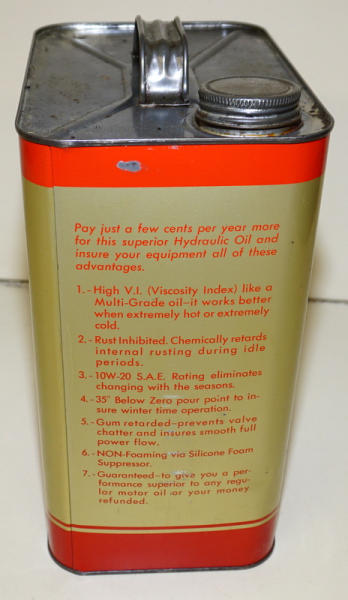 Pay just a few cents per year more
for this superior Hydraulic Oil and
insure your equipment all of these
advantages.
1.-High V.I. (Viscosity Index) like a
Multi-Grade oil—it works better
when extremely hot or extremely
cold.
2.-Rust Inhibited. Chemically retards
internal rusting during idle
periods.
3.-10W-20 S.A.E. Rating eliminates
changing with the seasons.
4.-35° Below Zero pour point to in-
sure winter time operation.
5.-Gum retarded—prevents valve
chatter and insures smooth full
power flow.
6.-NON-Foaming via Silicone Foam
Suppressor.
7.-Guaranteed—to give you a per-
formance superior to any regu-
lar motor oil or your money
refunded.